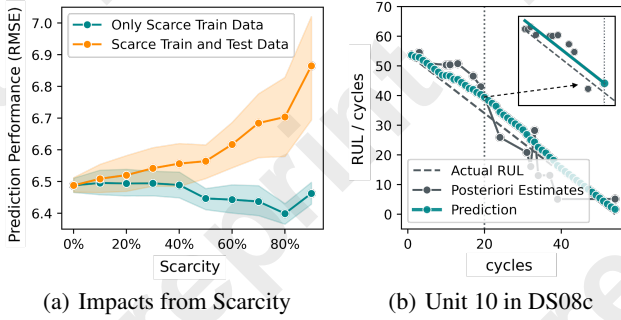 Prediction Performance (RMSE)
7.0
6.9
6.8
6.7
6.6
6.5
6.4
Only Scarce Train Data
Scarce Train and Test Data
0% 20% 40% 60% 80%
Scarcity
(a) Impacts from Scarcity
RUL / cycles
70
60
50
40
30
20
10
0
Actual RUL
Posteriori Estimates
Prediction
0 20 40
cycles
(b) Unit 10 in DS08c